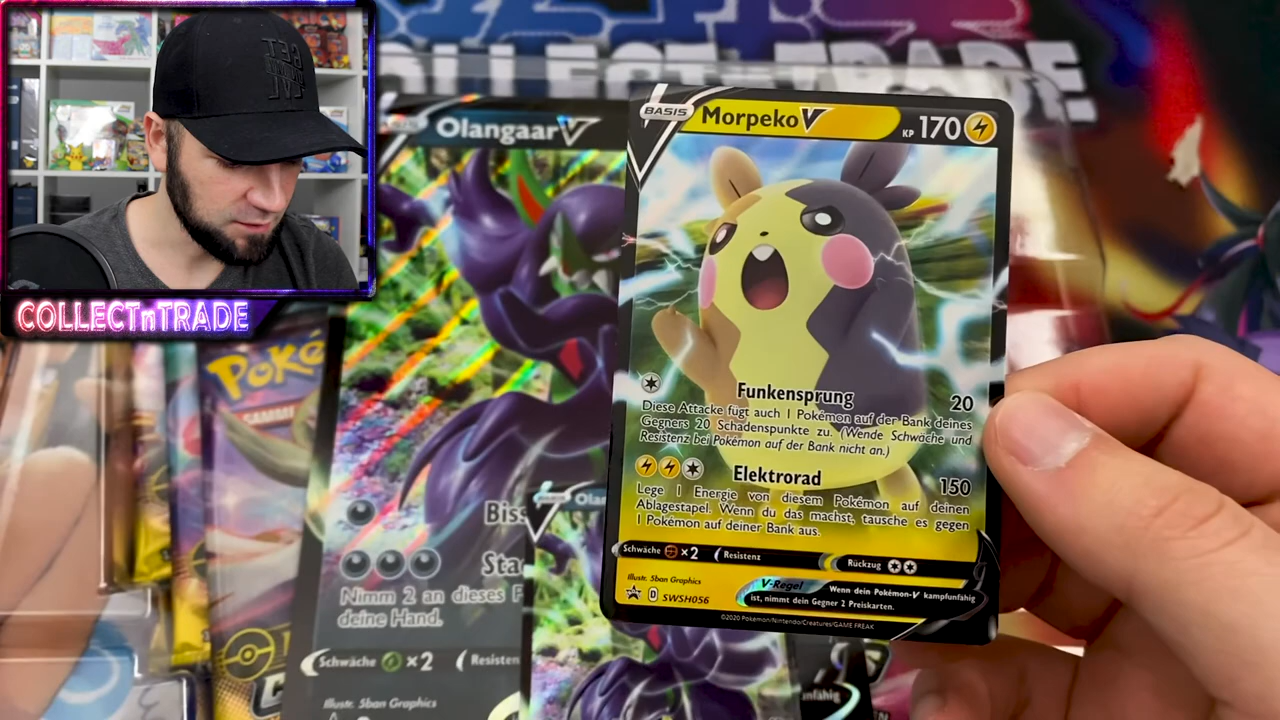 COLLECT-TRADE
COLLECTnTRADE
Poké
Olangaar V
Nimm 2 an dieses
deine Hand.
Schwäche ×2
Illustr. 5ban Graphics
BASIS
Morpeko V
KP 170
Funkensprung 20
Diese Attacke fügt auch 1 Pokémon auf der Bank deines
Gegners 20 Schadenspunkte zu. (Wende Schwäche und
Resistenz bei Pokémon auf der Bank nicht an.)
Elektrorad 150
Lege 1 Energie von diesem Pokémon auf deinen
Ablagestapel. Wenn du das machst, tausche es gegen
1 Pokémon auf deiner Bank aus.
Schwäche ×2 Resistenz Rückzug
Illustr. 5ban Graphics
D SWSH056
V-Regel Wenn dein Pokémon-V kampfunfähig
ist, nimmt dein Gegner 2 Preiskarten.
©2020 Pokémon/Nintendo/Creatures/GAME FREAK